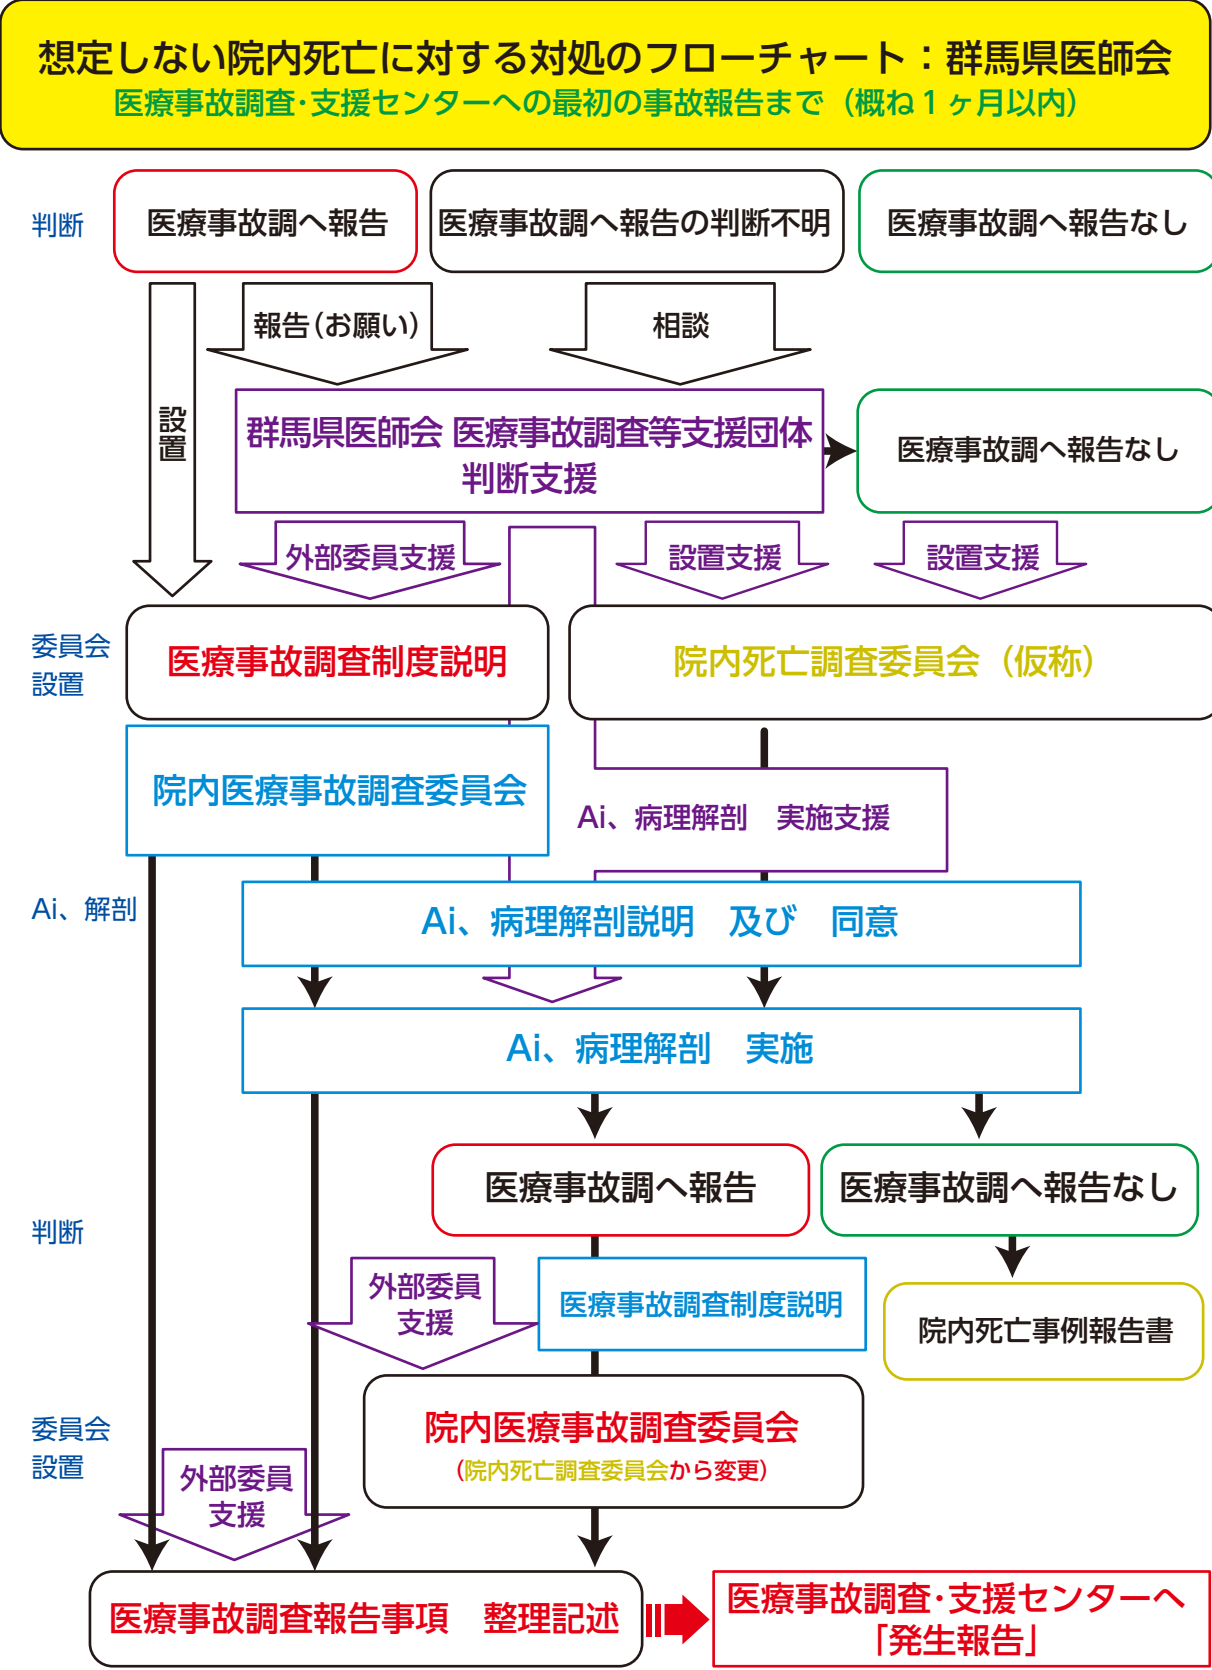 想定しない院内死亡に対する対処のフローチャート：群馬県医師会
医療事故調査・支援センターへの最初の事故報告まで（概ね１ヶ月以内）
判断
医療事故調へ報告
医療事故調へ報告の判断不明
医療事故調へ報告なし
設置
報告（お願い）
相談
群馬県医師会 医療事故調査等支援団体
判断支援
医療事故調へ報告なし
外部委員支援
設置支援
設置支援
委員会
設置
医療事故調査制度説明
院内死亡調査委員会（仮称）
院内医療事故調査委員会
Ai、病理解剖　実施支援
Ai、解剖
Ai、病理解剖説明　及び　同意
Ai、病理解剖　実施
判断
医療事故調へ報告
医療事故調へ報告なし
外部委員
支援
医療事故調査制度説明
院内死亡事例報告書
委員会
設置
院内医療事故調査委員会
（院内死亡調査委員会から変更）
外部委員
支援
医療事故調査報告事項　整理記述
医療事故調査・支援センターへ
「発生報告」